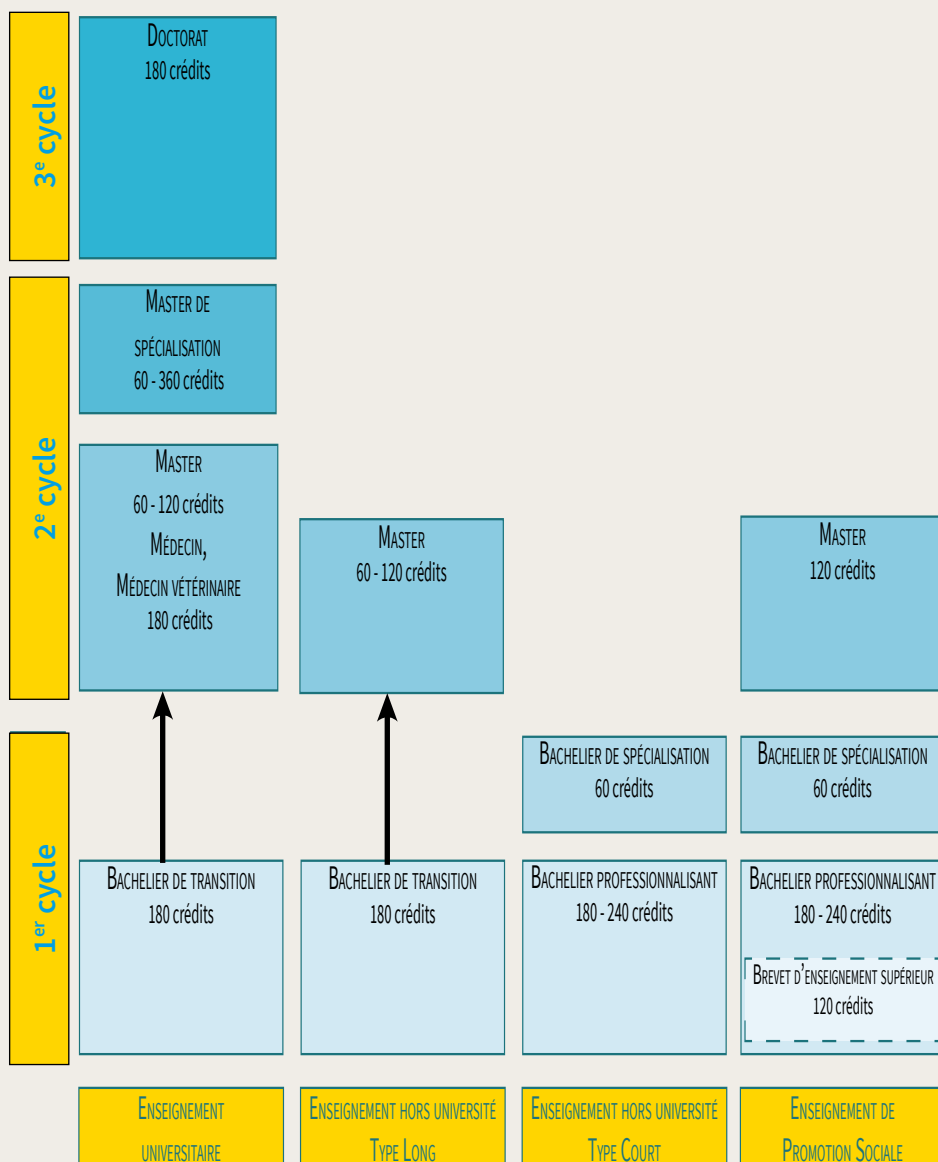 3e cycle
DOCTORAT
180 crédits
2e cycle
MASTER DE
SPÉCIALISATION
60 - 360 crédits
MASTER
60 - 120 crédits
MÉDECIN,
MÉDECIN VÉTÉRINAIRE
180 crédits
MASTER
60 - 120 crédits
MASTER
120 crédits
1er cycle
BACHELIER DE SPÉCIALISATION
60 crédits
BACHELIER DE SPÉCIALISATION
60 crédits
BACHELIER DE TRANSITION
180 crédits
BACHELIER DE TRANSITION
180 crédits
BACHELIER PROFESSIONNALISANT
180 - 240 crédits
BACHELIER PROFESSIONNALISANT
180 - 240 crédits
BREVET D'ENSEIGNEMENT SUPÉRIEUR
120 crédits
ENSEIGNEMENT
UNIVERSITAIRE
ENSEIGNEMENT HORS UNIVERSITÉ
TYPE LONG
ENSEIGNEMENT HORS UNIVERSITÉ
TYPE COURT
ENSEIGNEMENT DE
PROMOTION SOCIALE